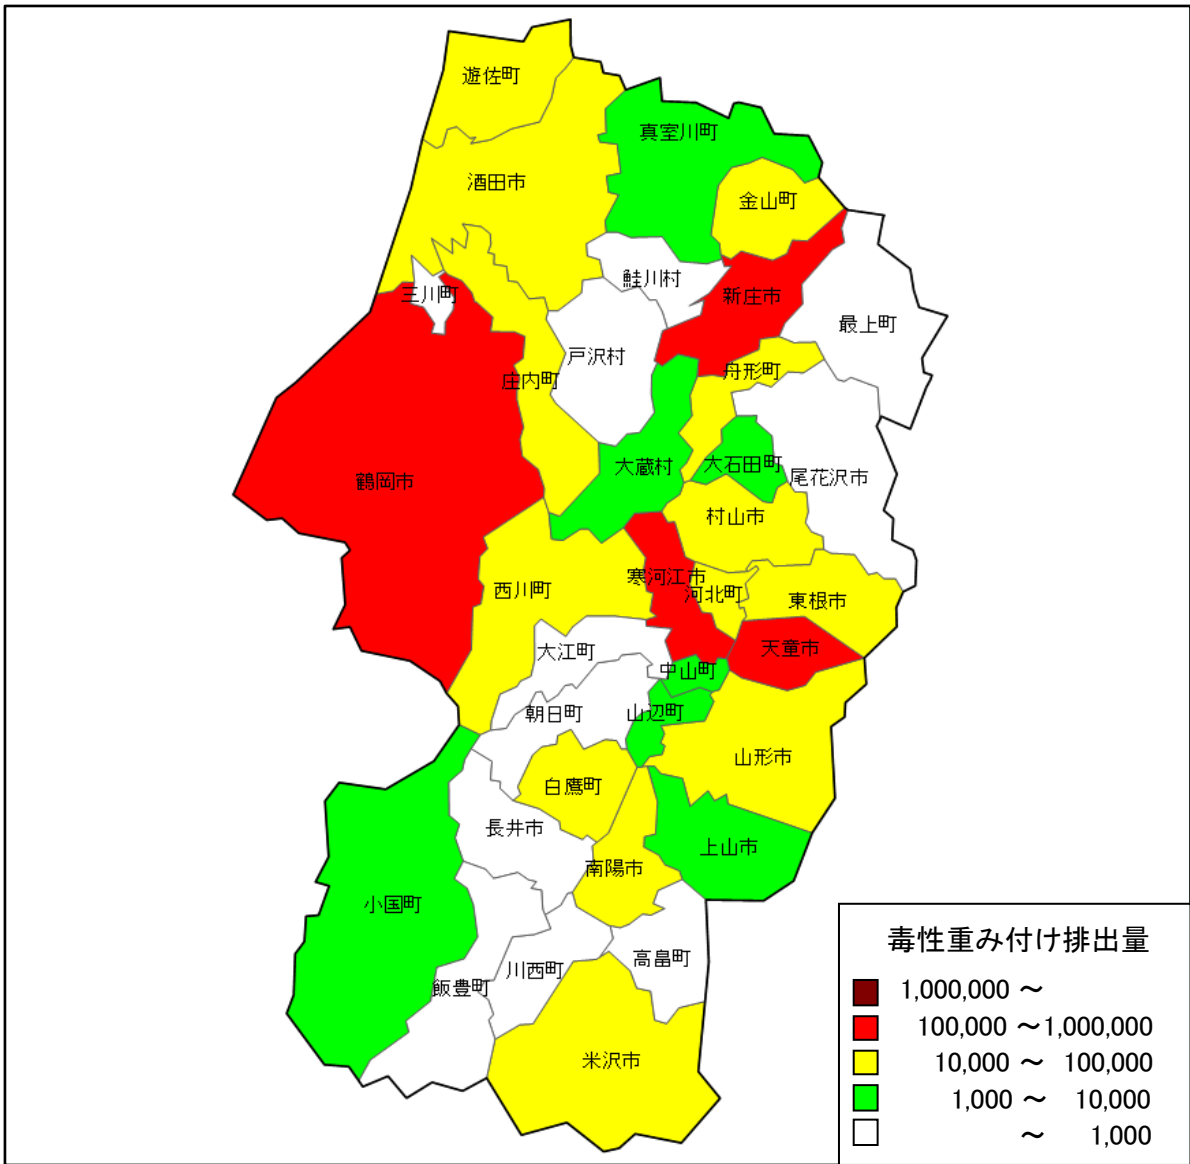 遊佐町
真室川町
酒田市
金山町
鮭川村
三川町
新庄市
最上町
戸沢村
舟形町
庄内町
大蔵村
大石田町
尾花沢市
鶴岡市
村山市
寒河江市
西川町
河北町
東根市
大江町
天童市
中山町
朝日町
山辺町
山形市
白鷹町
長井市
上山市
南陽市
小国町
高畠町
川西町
飯豊町
米沢市
毒性重み付け排出量
1,000,000 ～
100,000 ～1,000,000
10,000 ～ 100,000
1,000 ～ 10,000
～ 1,000